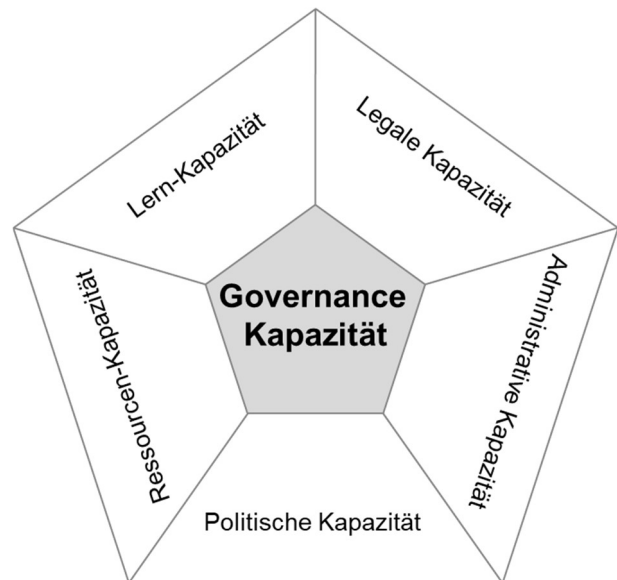 Lern-Kapazität
Legale Kapazität
Governance
Kapazität
Ressourcen-Kapazität
Administrative Kapazität
Politische Kapazität